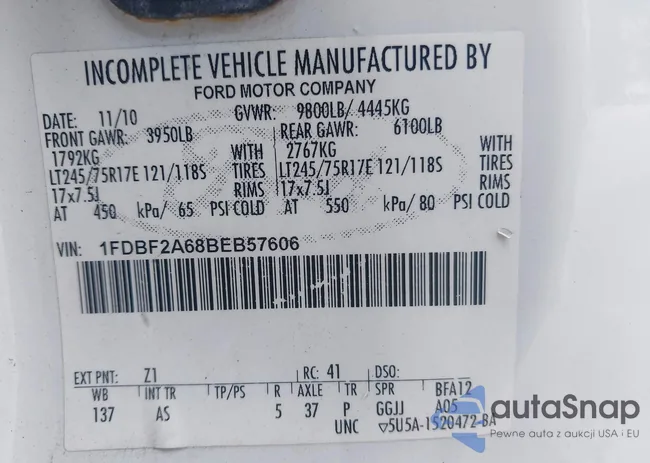 INCOMPLETE VEHICLE MANUFACTURED BY
FORD MOTOR COMPANY
DATE: 11/10 GVWR: 9800LB/ 4445KG
FRONT GAWR: 3950LB REAR GAWR: 6100LB
1792KG WITH 2767KG WITH
LT245/75R17E 121/118S TIRES LT245/75R17E 121/118S TIRES
17x7.5J RIMS 17x7.5J RIMS
AT 450 kPa/ 65 PSI COLD AT 550 kPa/ 80 PSI COLD
VIN: 1FDBF2A68BEB57606
EXT PNT: Z1 RC: 41 DSO:
WB INT TR TP/PS R AXLE TR SPR BFA12
137 AS 5 37 P GGJJ A05
UNC ▽5U5A-1520472-BA
autaSnap
Pewne auta z aukcji USA i EU